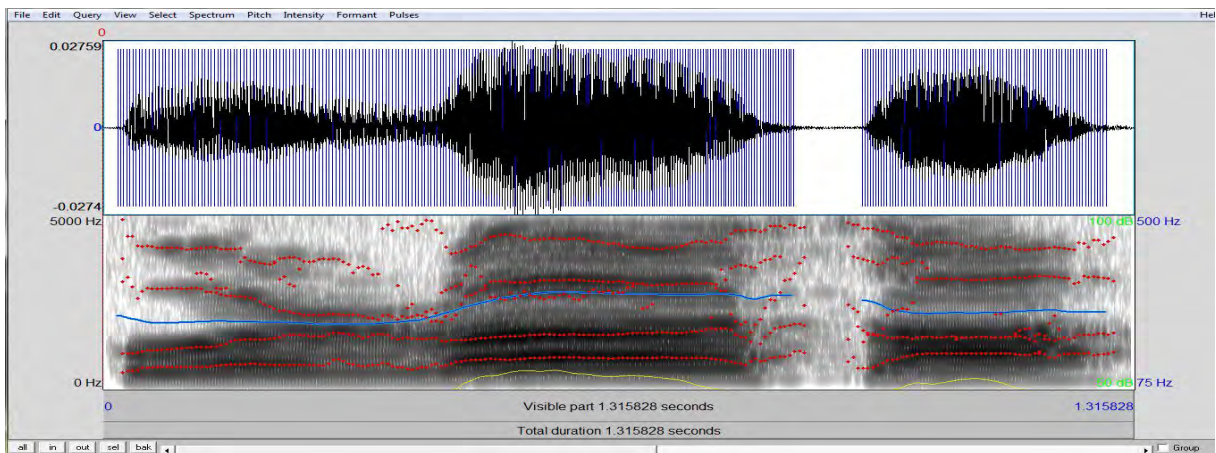 File Edit Query View Select Spectrum Pitch Intensity Formant Pulses Hel
0
0.02759
0
-0.0274
5000 Hz 100 dB 500 Hz
0 Hz dB 75 Hz
0 Visible part 1.315828 seconds 1.315828
Total duration 1.315828 seconds
all in out sel bak Group